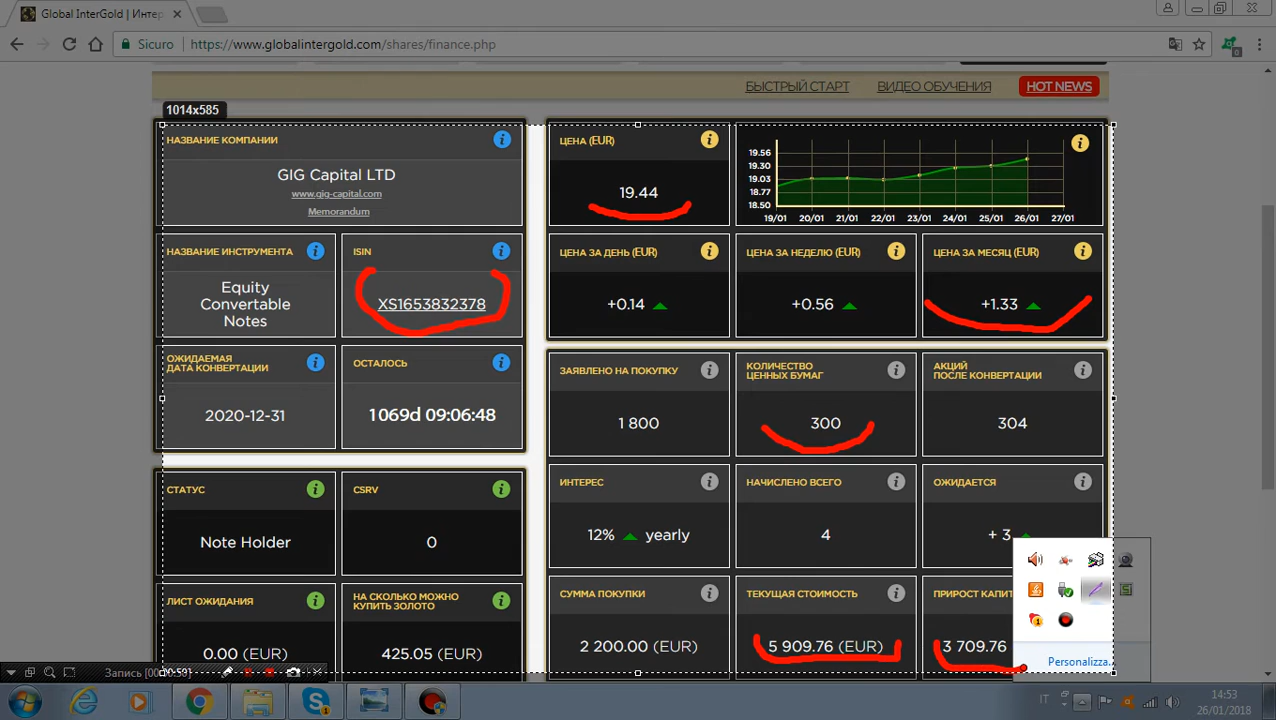 Global InterGold | Интер
Sicuro
https://www.globalintergold.com/shares/finance.php
БЫСТРЫЙ СТАРТ
ВИДЕО ОБУЧЕНИЯ
HOT NEWS
1014x585
НАЗВАНИЕ КОМПАНИИ
GIG Capital LTD
www.gig-capital.com
Memorandum
ЦЕНА (EUR)
19.44
19.56
19.30
19.03
18.77
18.50
19/01 20/01 21/01 22/01 23/01 24/01 25/01 26/01 27/01
НАЗВАНИЕ ИНСТРУМЕНТА
Equity
Convertable
Notes
ISIN
XS1653832378
ЦЕНА ЗА ДЕНЬ (EUR)
+0.14
ЦЕНА ЗА НЕДЕЛЮ (EUR)
+0.56
ЦЕНА ЗА МЕСЯЦ (EUR)
+1.33
ОЖИДАЕМАЯ
ДАТА КОНВЕРТАЦИИ
2020-12-31
ОСТАЛОСЬ
1069d 09:06:48
ЗАЯВЛЕНО НА ПОКУПКУ
1 800
КОЛИЧЕСТВО
ЦЕННЫХ БУМАГ
300
АКЦИЙ
ПОСЛЕ КОНВЕРТАЦИИ
304
СТАТУС
Note Holder
CSRV
0
ИНТЕРЕС
12% yearly
НАЧИСЛЕНО ВСЕГО
4
ОЖИДАЕТСЯ
+ 3
ЛИСТ ОЖИДАНИЯ
0.00 (EUR)
НА СКОЛЬКО МОЖНО
КУПИТЬ ЗОЛОТО
425.05 (EUR)
СУММА ПОКУПКИ
2 200.00 (EUR)
ТЕКУЩАЯ СТОИМОСТЬ
5 909.76 (EUR)
ПРИРОСТ КАПИТ
3 709.76
Personalizza...
Запись [00:00:59]
IT
14:53
26/01/2018